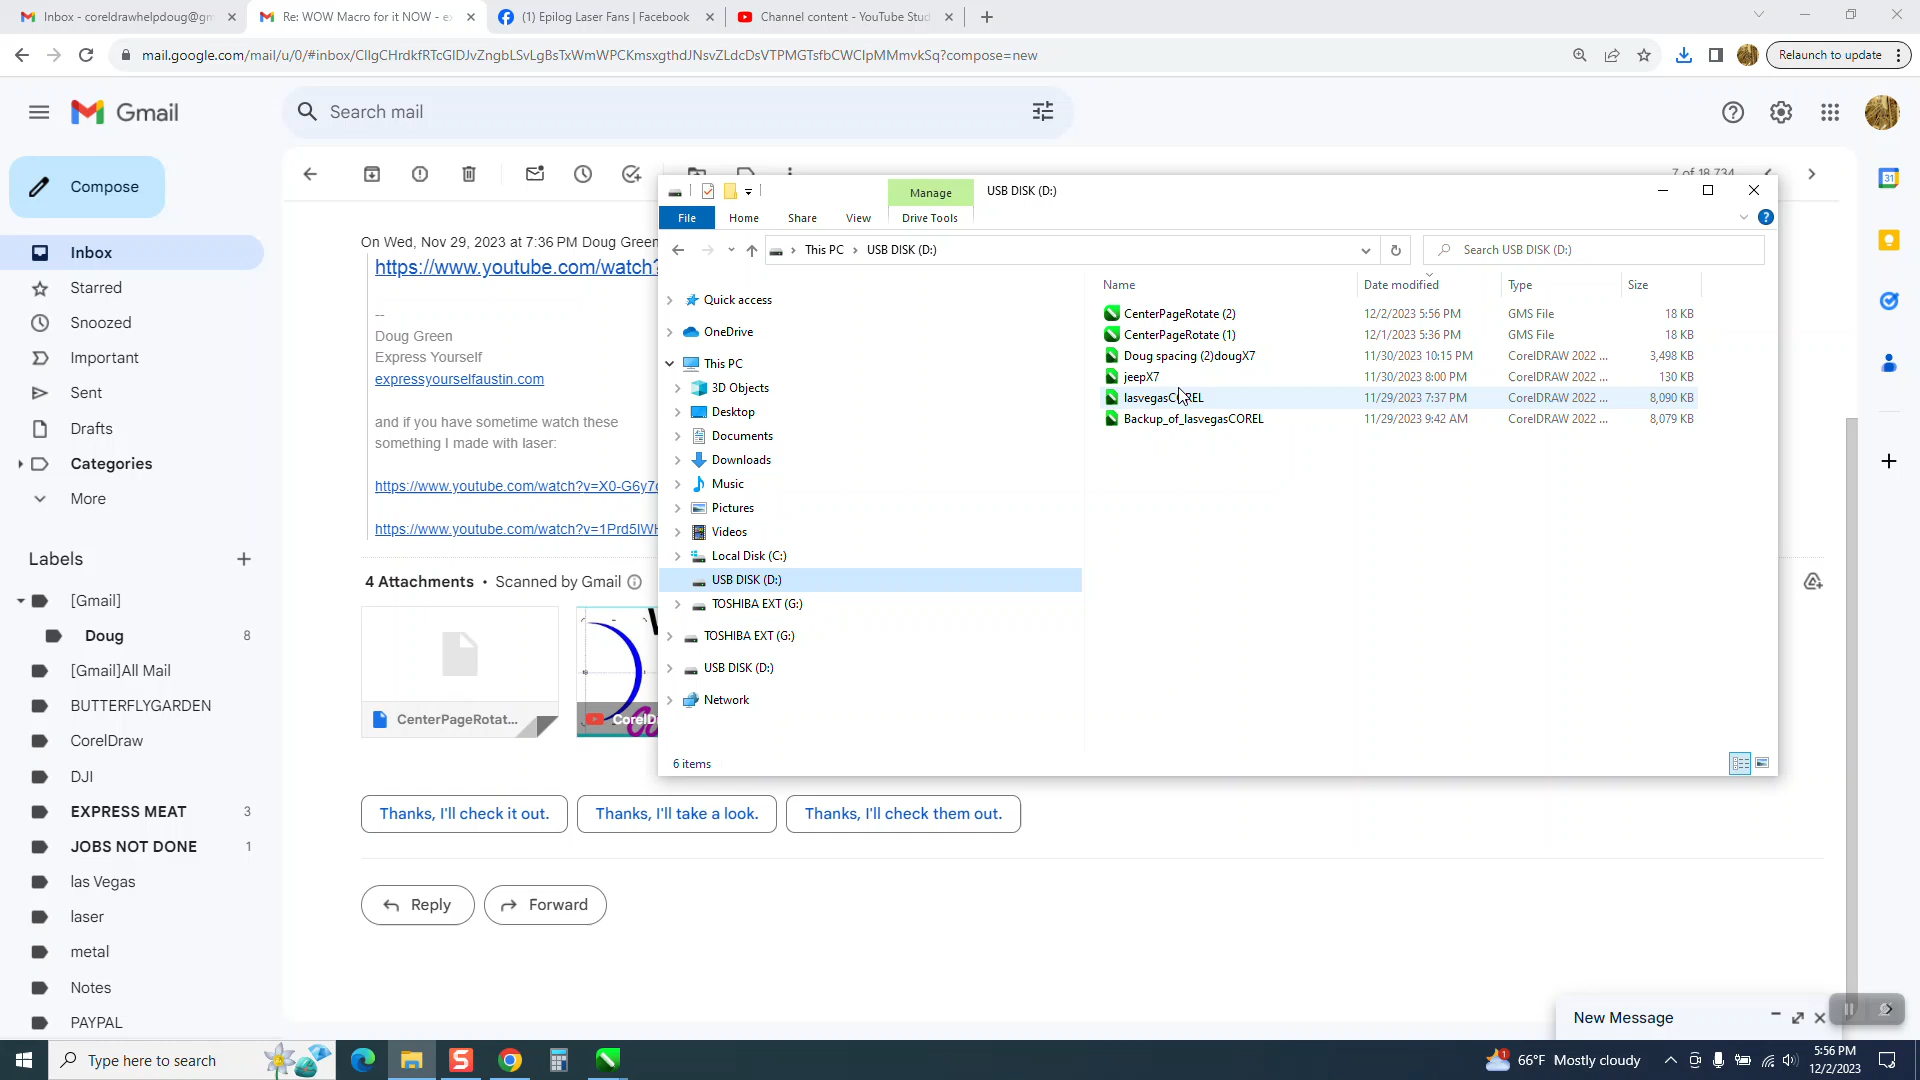 Inbox - coreldrawhelpdoug@gm
Re: WOW Macro for it NOW - ex
(1) Epilog Laser Fans | Facebook
Channel content - YouTube Stud
mail.google.com/mail/u/0/#inbox/CllgCHrdkfRTcGlDJvZngbLSvLgBsTxWmWPCKmsxgthdJNsvZLdcDsVTPMGTsfbCWClpMMmvkSq?compose=new
Relaunch to update
Gmail
Search mail
Compose
7 of 18,734
Inbox
Starred
Snoozed
Important
Sent
Drafts
Categories
More
Labels
[Gmail]
Doug 8
[Gmail]All Mail
BUTTERFLYGARDEN
CorelDraw
DJI
EXPRESS MEAT 3
JOBS NOT DONE 1
las Vegas
laser
metal
Notes
PAYPAL
On Wed, Nov 29, 2023 at 7:36 PM Doug Green
https://www.youtube.com/watch?
--
Doug Green
Express Yourself
expressyourselfaustin.com
and if you have sometime watch these
something I made with laser:
https://www.youtube.com/watch?v=X0-G6y7
https://www.youtube.com/watch?v=1Prd5IWH
4 Attachments • Scanned by Gmail
CenterPageRotat...
CorelD
Thanks, I'll check it out.
Thanks, I'll take a look.
Thanks, I'll check them out.
Reply
Forward
Manage
USB DISK (D:)
File
Home
Share
View
Drive Tools
This PC
USB DISK (D:)
Search USB DISK (D:)
Quick access
OneDrive
This PC
3D Objects
Desktop
Documents
Downloads
Music
Pictures
Videos
Local Disk (C:)
USB DISK (D:)
TOSHIBA EXT (G:)
TOSHIBA EXT (G:)
USB DISK (D:)
Network
Name Date modified Type Size
CenterPageRotate (2) 12/2/2023 5:56 PM GMS File 18 KB
CenterPageRotate (1) 12/1/2023 5:36 PM GMS File 18 KB
Doug spacing (2)dougX7 11/30/2023 10:15 PM CorelDRAW 2022 ... 3,498 KB
jeepX7 11/30/2023 8:00 PM CorelDRAW 2022 ... 130 KB
lasvegasCOREL 11/29/2023 7:37 PM CorelDRAW 2022 ... 8,090 KB
Backup_of_lasvegasCOREL 11/29/2023 9:42 AM CorelDRAW 2022 ... 8,079 KB
6 items
31
New Message
Type here to search
66°F Mostly cloudy
5:56 PM
12/2/2023